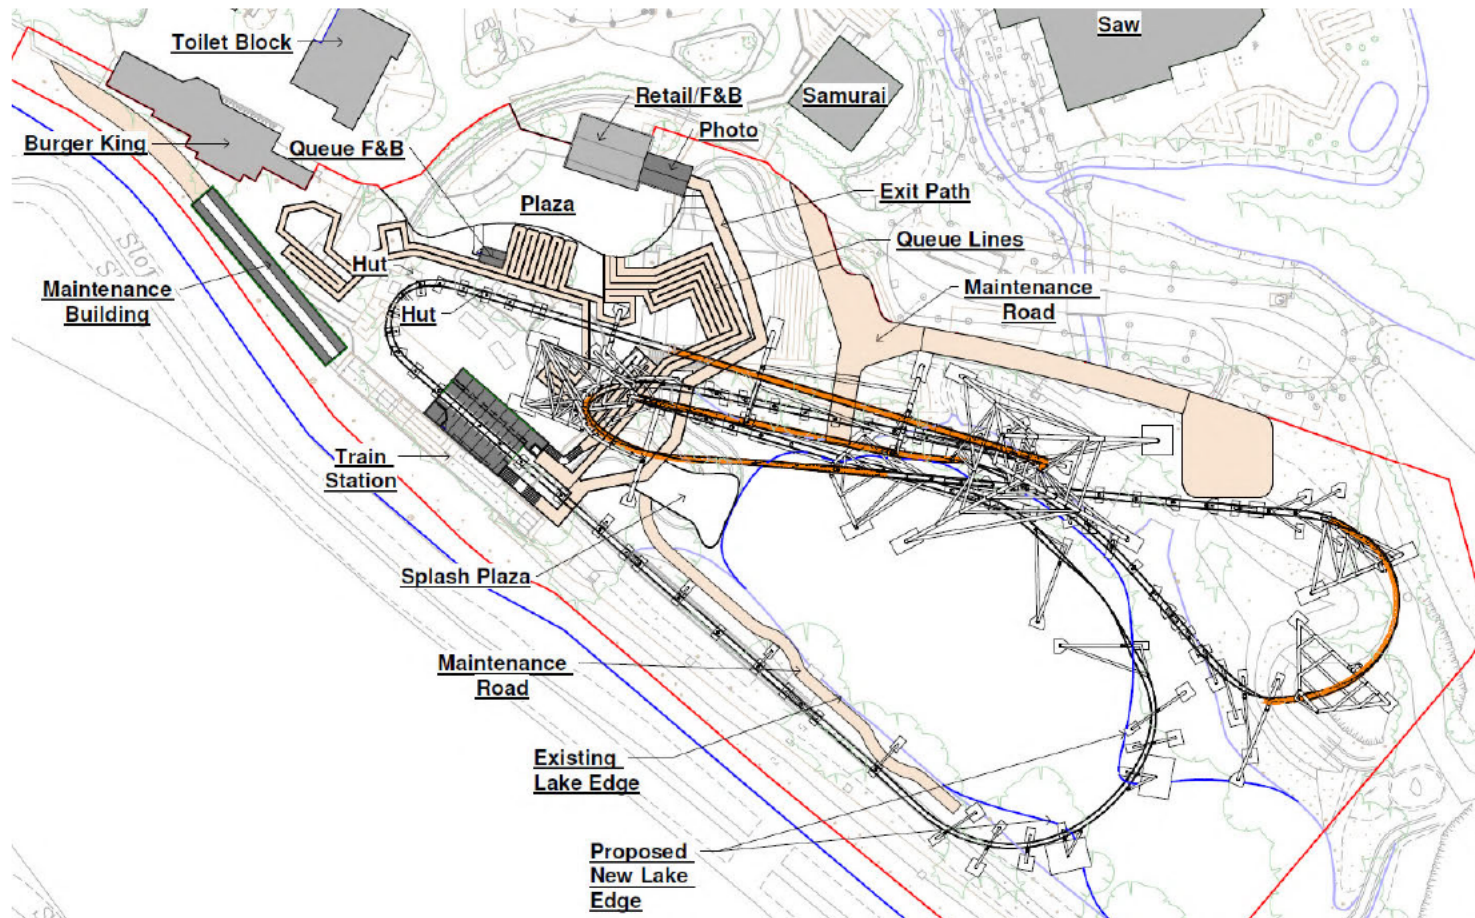 Saw
Toilet Block
Retail/F&B
Samurai
Photo
Burger King
Queue F&B
Exit Path
Plaza
Queue Lines
Hut
Maintenance
Building
Maintenance
Road
Hut
Train
Station
Splash Plaza
Maintenance
Road
Existing
Lake Edge
Proposed
New Lake
Edge